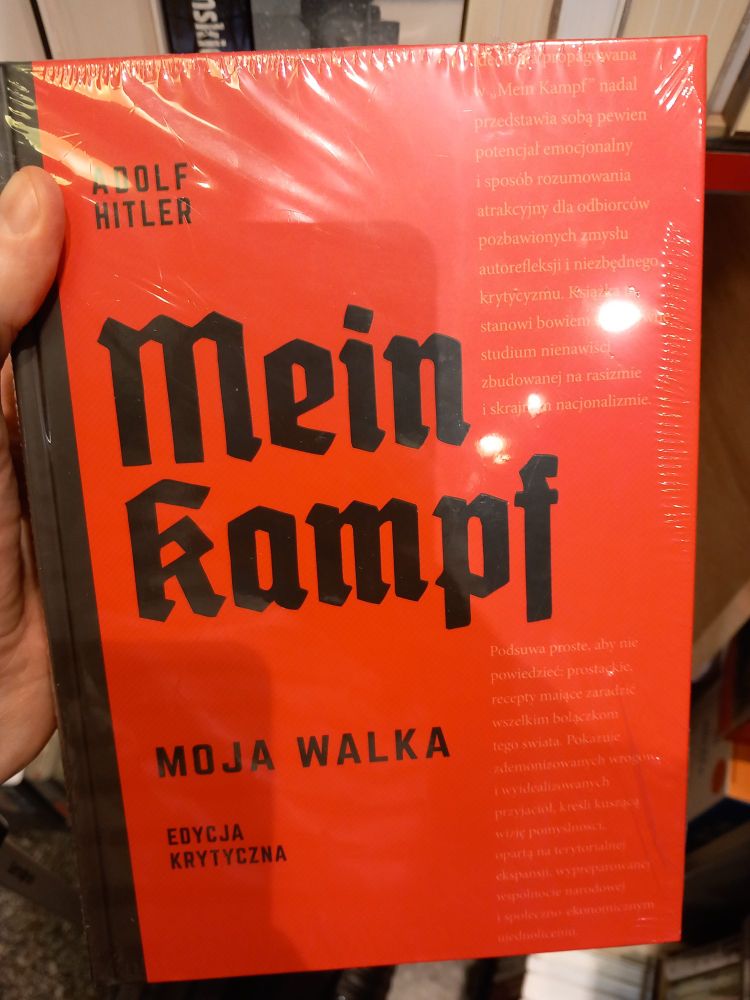 nski
ADOLF
HITLER
Mein
Kampf
MOJA WALKA
EDYCJA
KRYTYCZNA
propagowana
w „Mein Kampf” nadal
przedstawia sobą pewien
potencjał emocjonalny
i sposób rozumowania
atrakcyjny dla odbiorców
pozbawionych zmysłu
autorefleksji i niezbędnego
krytycyzmu. Książka
stanowi bowiem
studium nienawiści
zbudowanej na rasizmie
i skrajnym nacjonalizmie.
Podsuwa proste, aby nie
powiedzieć: prostackie,
recepty mające zaradzić
wszelkim bolączkom
tego świata. Pokazuje
zdemonizowanych wrogów
i wyidealizowanych
przyjaciół, kreśli kuszącą
wizję pomyślności,
opartą na terytorialnej
ekspansji, wypreparowanej
wspólnocie narodowej
i społeczno-ekonomicznym
ujednoliceniu.